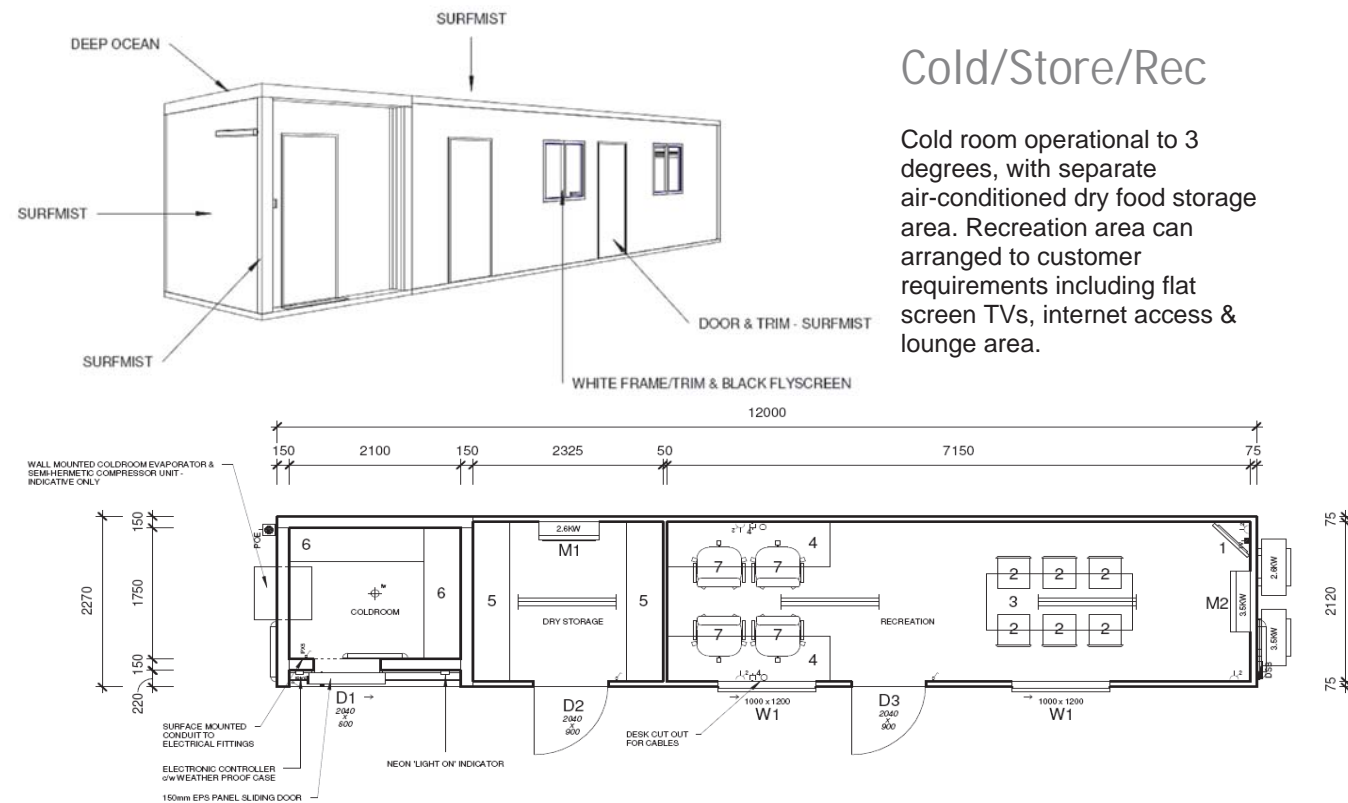 SURFMIST
DEEP OCEAN
SURFMIST
SURFMIST
DOOR & TRIM - SURFMIST
WHITE FRAME/TRIM & BLACK FLYSCREEN
Cold/Store/Rec
Cold room operational to 3
degrees, with separate
air-conditioned dry food storage
area. Recreation area can
arranged to customer
requirements including flat
screen TVs, internet access &
lounge area.
12000
150 2100 150 2325 50 7150 75
WALL MOUNTED COLDROOM EVAPORATOR &
SEMI-HERMETIC COMPRESSOR UNIT -
INDICATIVE ONLY
2270
150
1750
150
220
POE
6
6
COLDROOM
2.6KW
M1
5
5
DRY STORAGE
4
7 7
7 7
4
RECREATION
2 2 2
3
2 2 2
1
M2
3.5KW
2.6KW
3.5KW
DSB
75
2120
75
D1
2040
x
600
D2
2040
x
900
1000 x 1200
W1
D3
2040
x
900
1000 x 1200
W1
SURFACE MOUNTED
CONDUIT TO
ELECTRICAL FITTINGS
DESK CUT OUT
FOR CABLES
NEON 'LIGHT ON' INDICATOR
ELECTRONIC CONTROLLER
c/w WEATHER PROOF CASE
150mm EPS PANEL SLIDING DOOR